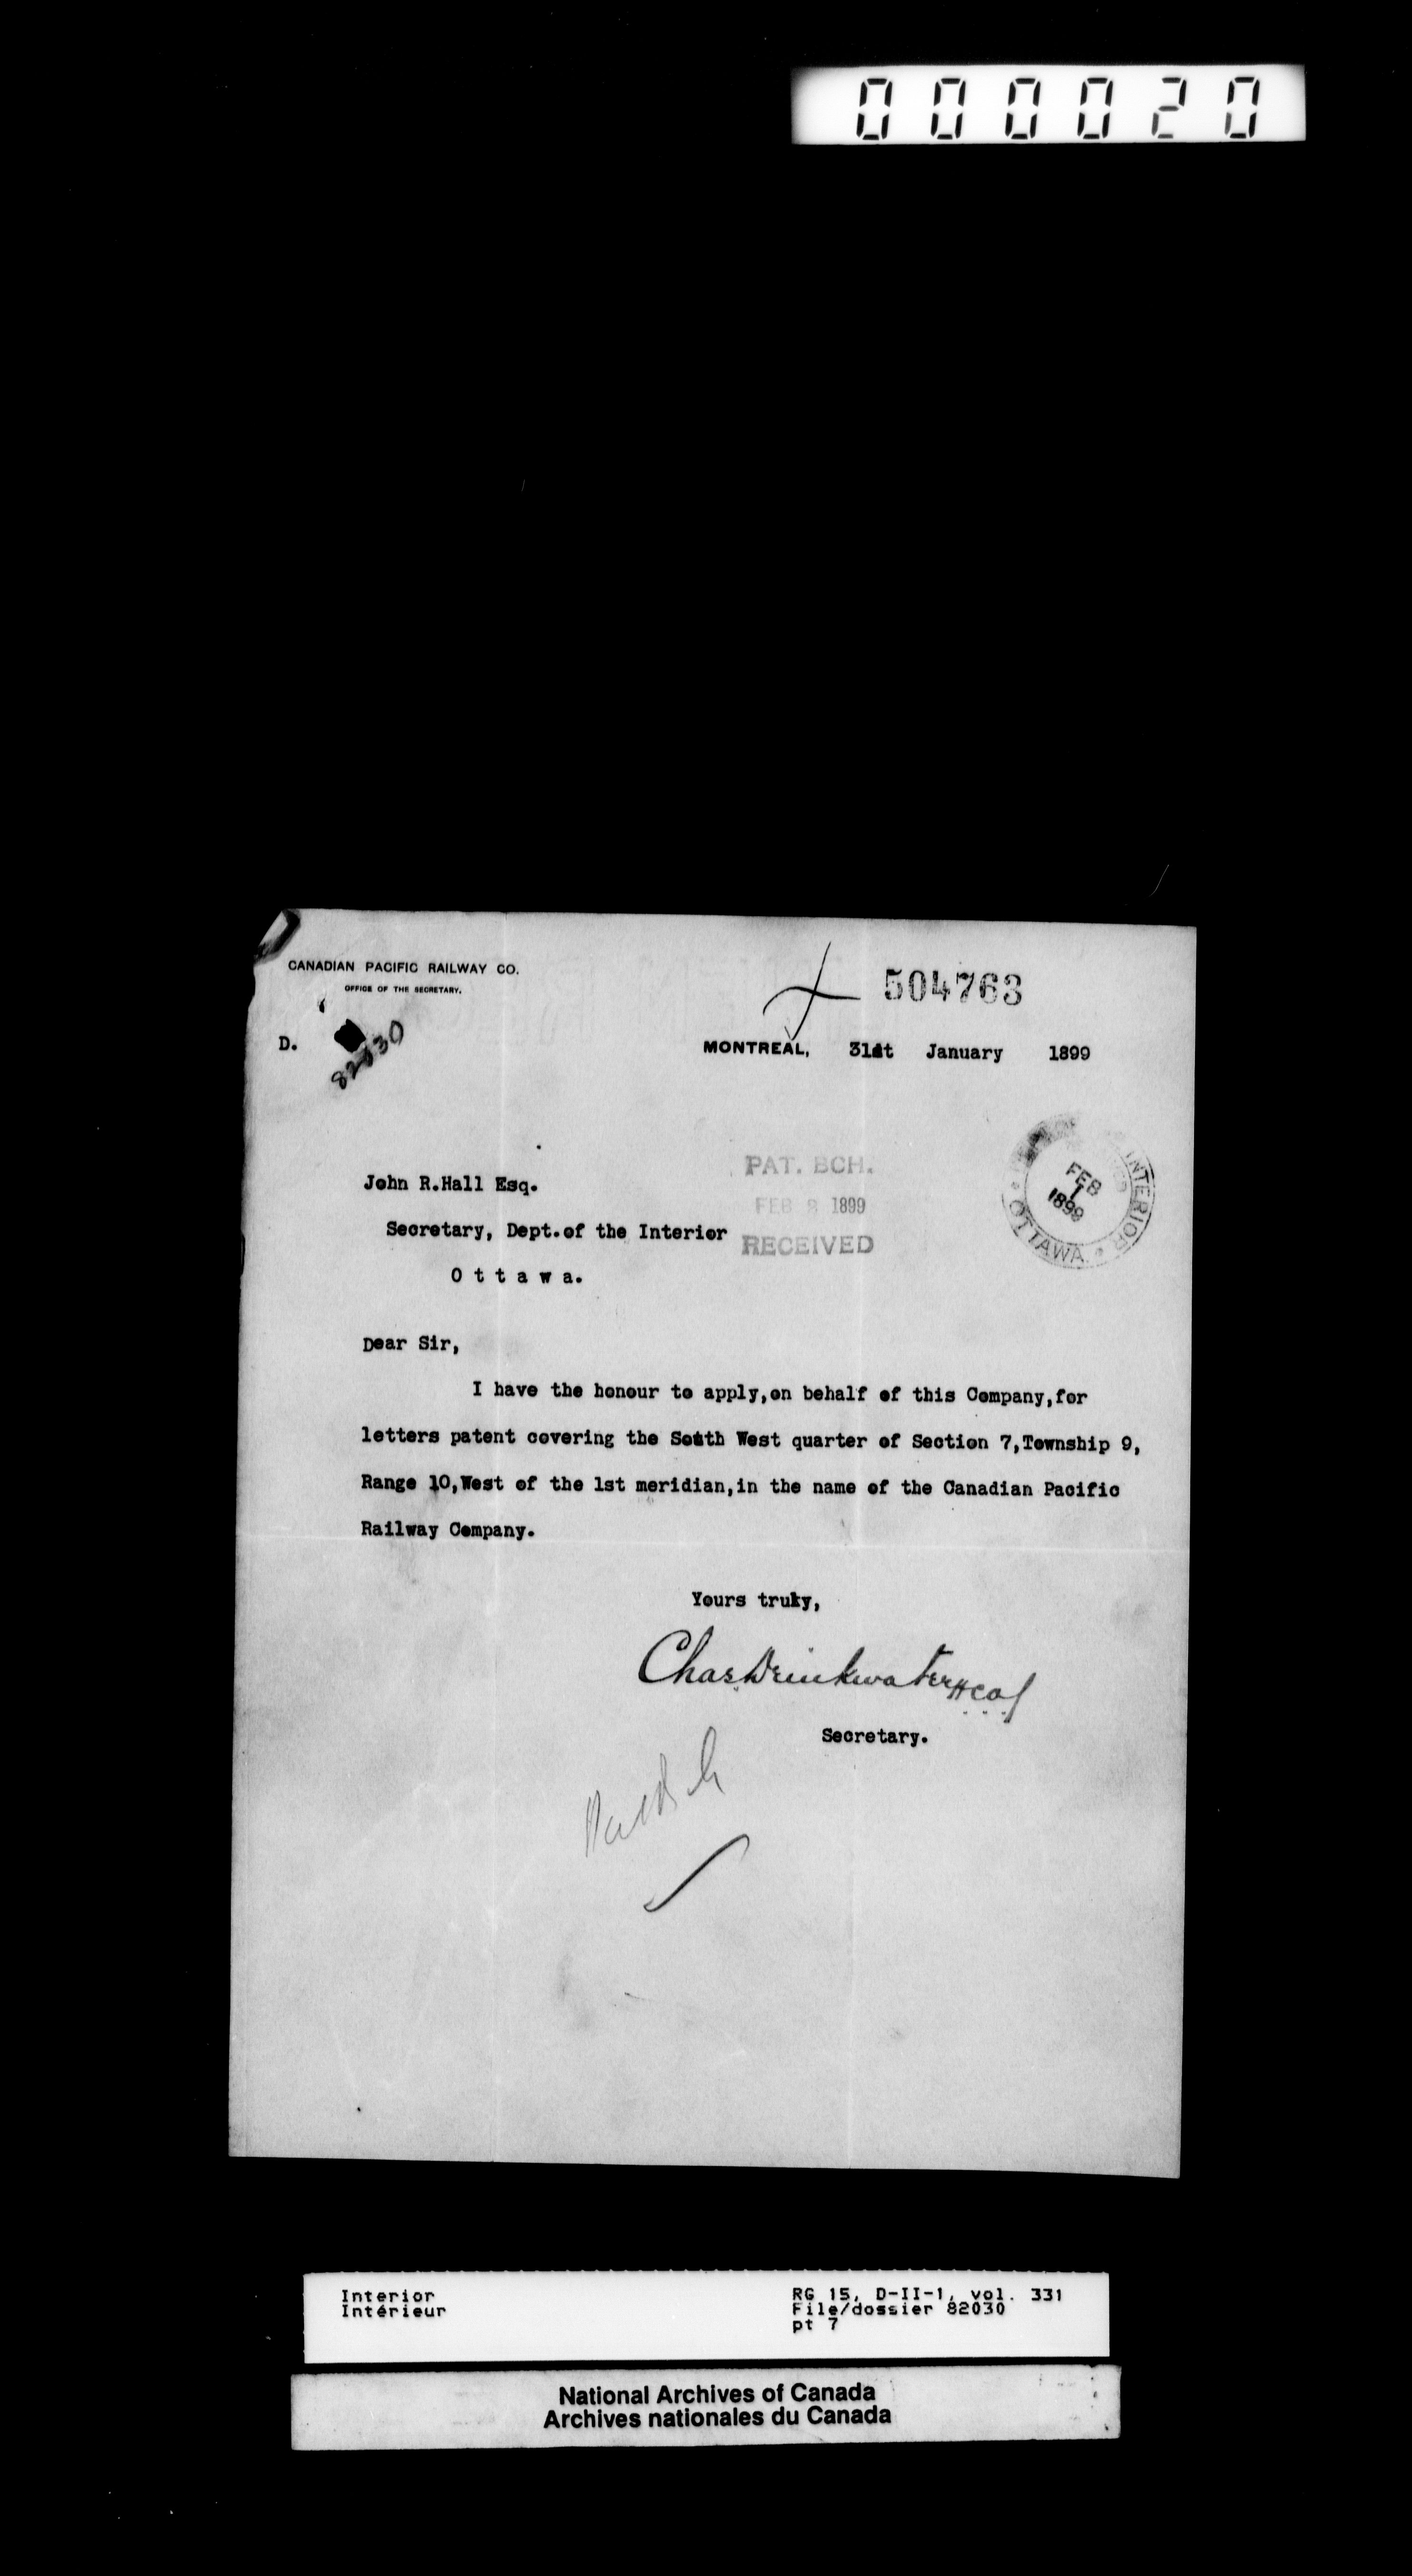 000020
CANADIAN PACIFIC RAILWAY CO.
OFFICE OF THE SECRETARY.
504763
D.
82030
MONTREAL, 31st January 1899
PAT. BCH.
FEB 8 1899
RECEIVED
INTERIOR
FEB
1
1899
OTTAWA
John R.Hall Esq.
Secretary, Dept.of the Interior
O t t a w a.
Dear Sir,
I have the honour to apply,on behalf of this Company,for
letters patent covering the South West quarter of Section 7,Township 9,
Range 10,West of the 1st meridian,in the name of the Canadian Pacific
Railway Company.
Yours truly,
Chas Drinkwater
Secretary.
Interior
Intérieur
RG 15, D-II-1, vol. 331
File/dossier 82030
pt 7
National Archives of Canada
Archives nationales du Canada